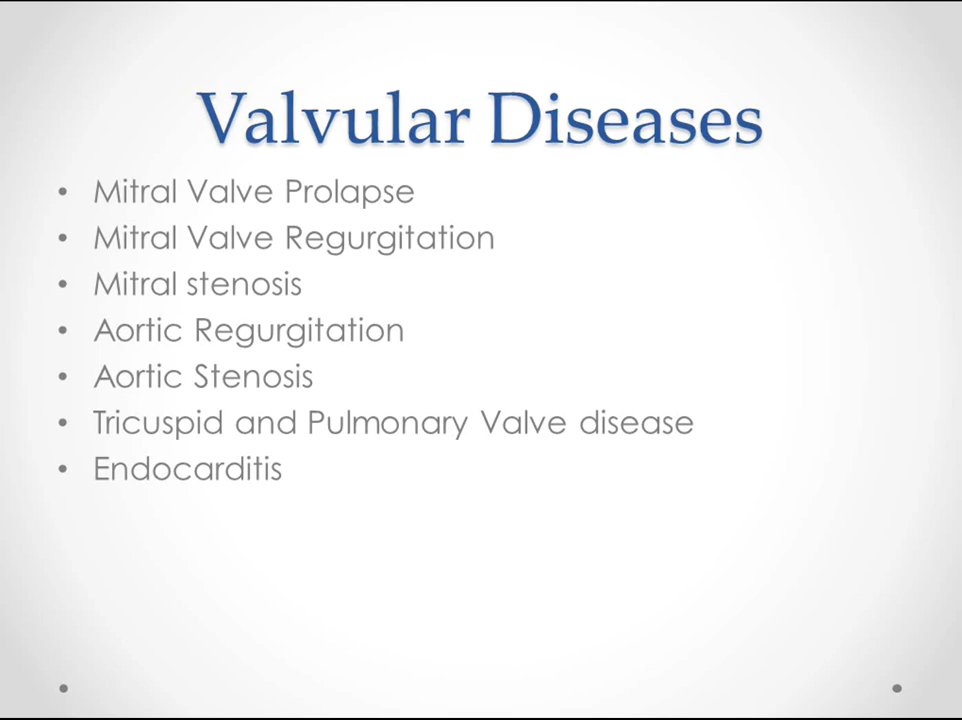 Valvular Diseases
• Mitral Valve Prolapse
• Mitral Valve Regurgitation
• Mitral stenosis
• Aortic Regurgitation
• Aortic Stenosis
• Tricuspid and Pulmonary Valve disease
• Endocarditis